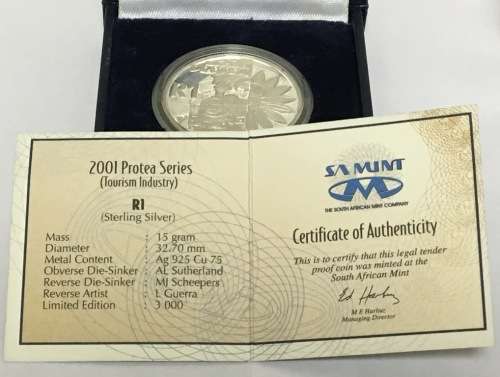 2001 Protea Series
(Tourism Industry)
R1
(Sterling Silver)
Mass : 15 gram
Diameter : 32.70 mm
Metal Content : Ag 925 Cu 75
Obverse Die-Sinker : AL Sutherland
Reverse Die-Sinker : MJ Scheepers
Reverse Artist : L Guerra
Limited Edition : 3 000
SA MINT
THE SOUTH AFRICAN MINT COMPANY
Certificate of Authenticity
This is to certify that this legal tender
proof coin was minted at the
South African Mint
M E Harluc
Managing Director